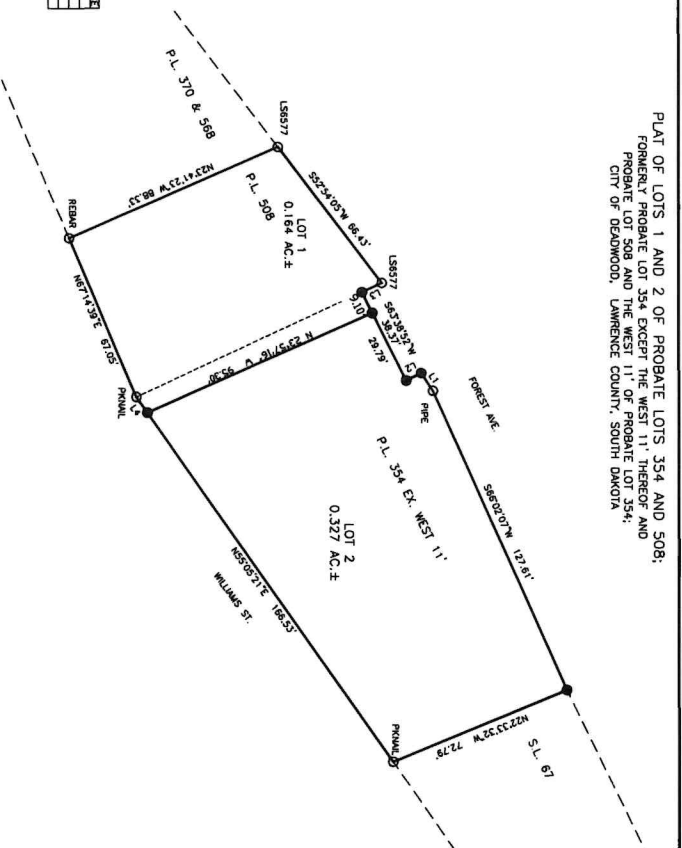 PLAT OF LOTS 1 AND 2 OF PROBATE LOTS 354 AND 508;
FORMERLY PROBATE LOT 354 EXCEPT THE WEST 11' THEREOF AND
PROBATE LOT 508 AND THE WEST 11' OF PROBATE LOT 354;
CITY OF DEADWOOD, LAWRENCE COUNTY, SOUTH DAKOTA
FOREST AVE.
S66°02'07"W 127.61'
S.L. 67
N22°33'32"W 72.79'
PIPE
L1
LS6577
S63°38'52"W
38.37'
29.79'
9.10'
S52°54'05"W 66.43'
LS6577
P.L. 354 EX. WEST 11'
LOT 2
0.327 AC.±
LOT 1
0.164 AC.±
P.L. 508
P.L. 370 & 568
N23°41'23"W 88.33'
N 23°57'16" W
95.30'
PKNAIL
N55°05'21"E 166.53'
WILLIAMS ST.
L4
PKNAIL
N67°14'39"E 67.05'
REBAR